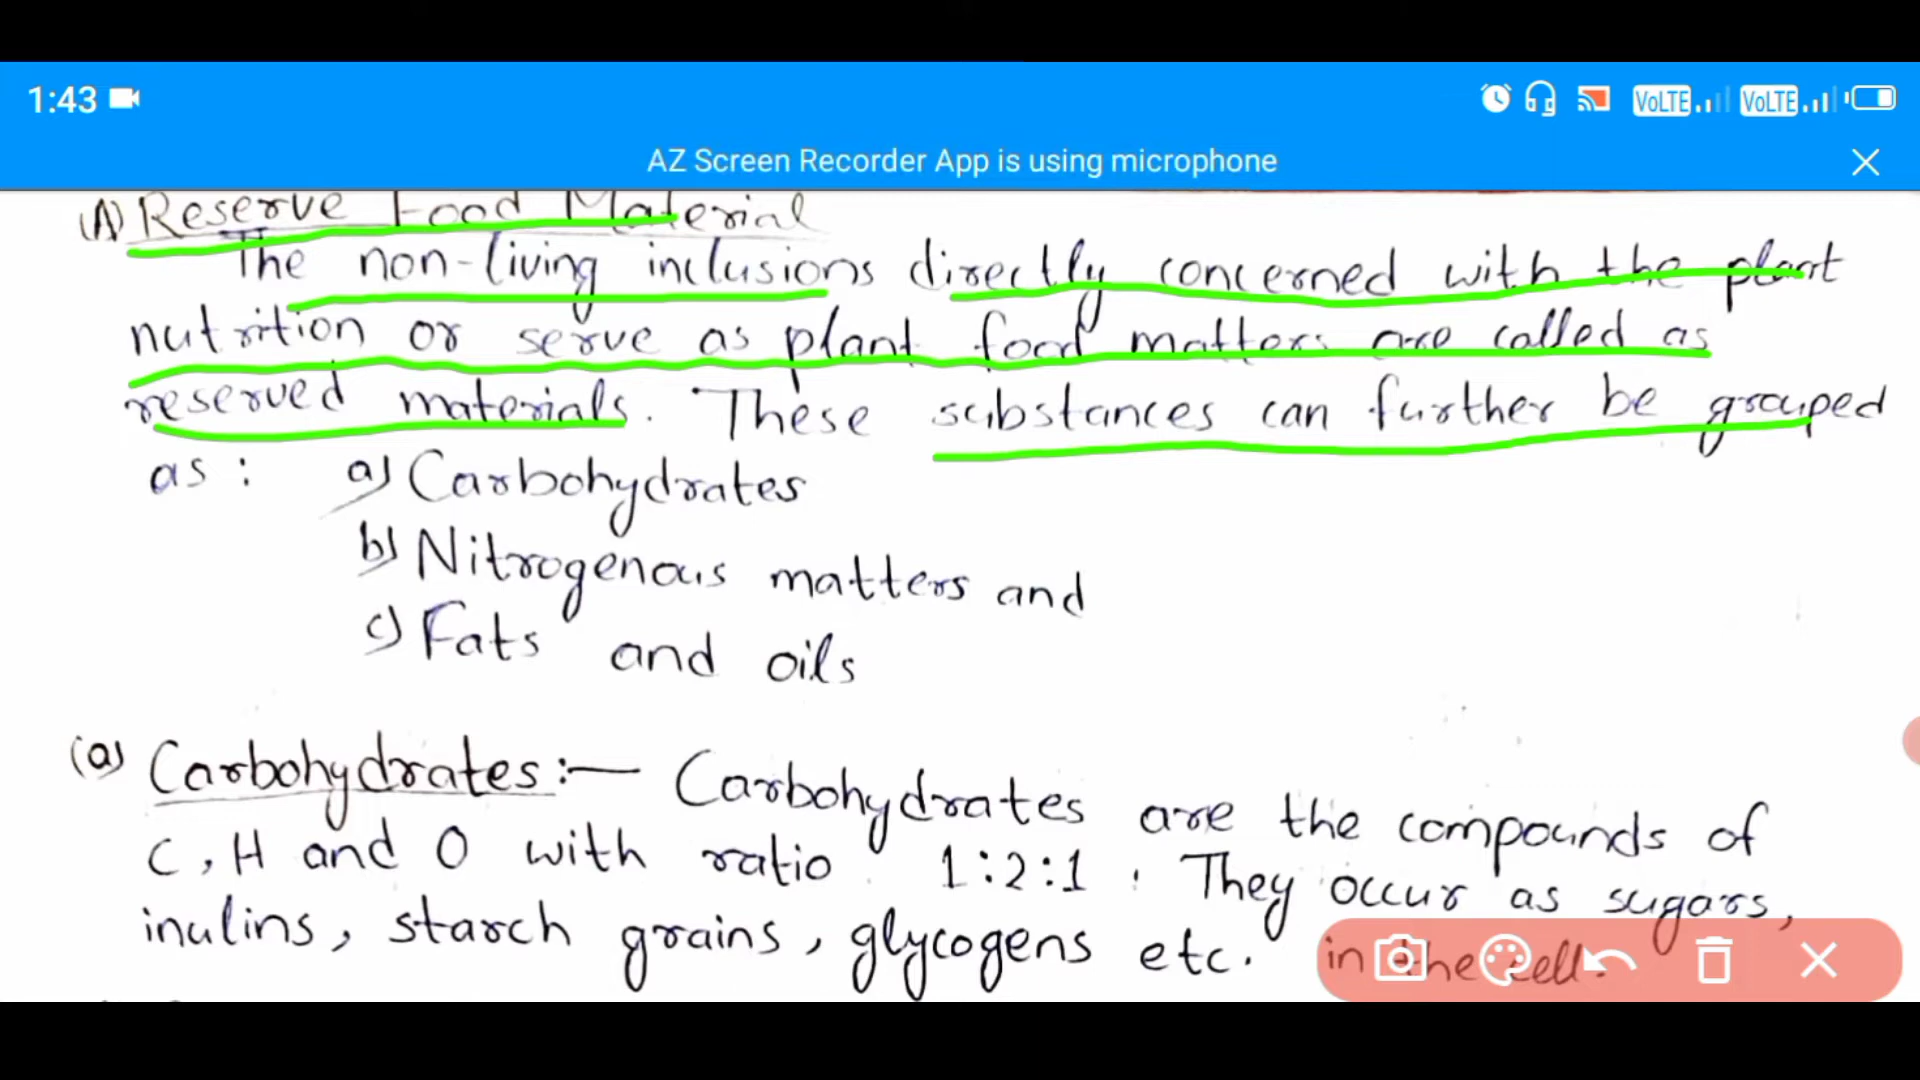 1:43
VoLTE VoLTE
AZ Screen Recorder App is using microphone
(A) Reserve Food Material
The non-living inclusions directly concerned with the plant
nutrition or serve as plant food matters are called as
reserved materials. These substances can further be grouped
as : a) Carbohydrates
b) Nitrogenous matters and
c) Fats and oils
(a) Carbohydrates :— Carbohydrates are the compounds of
C, H and O with ratio 1:2:1. They occur as sugars,
inulins, starch grains, glycogens etc. in the cell.